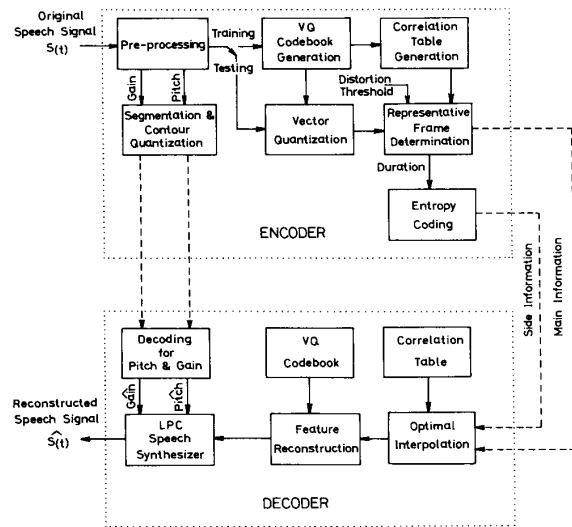 Original
Speech Signal
S(t)
Pre-processing
Training
Testing
VQ
Codebook
Generation
Correlation
Table
Generation
Gain
Pitch
Distortion
Threshold
Segmentation &
Contour
Quantization
Vector
Quantization
Representative
Frame
Determination
Duration
Entropy
Coding
ENCODER
Side Information
Main Information
Decoding
for
Pitch & Gain
VQ
Codebook
Correlation
Table
Gâin
Pîtch
Reconstructed
Speech Signal
Ŝ(t)
LPC
Speech
Synthesizer
Feature
Reconstruction
Optimal
Interpolation
DECODER